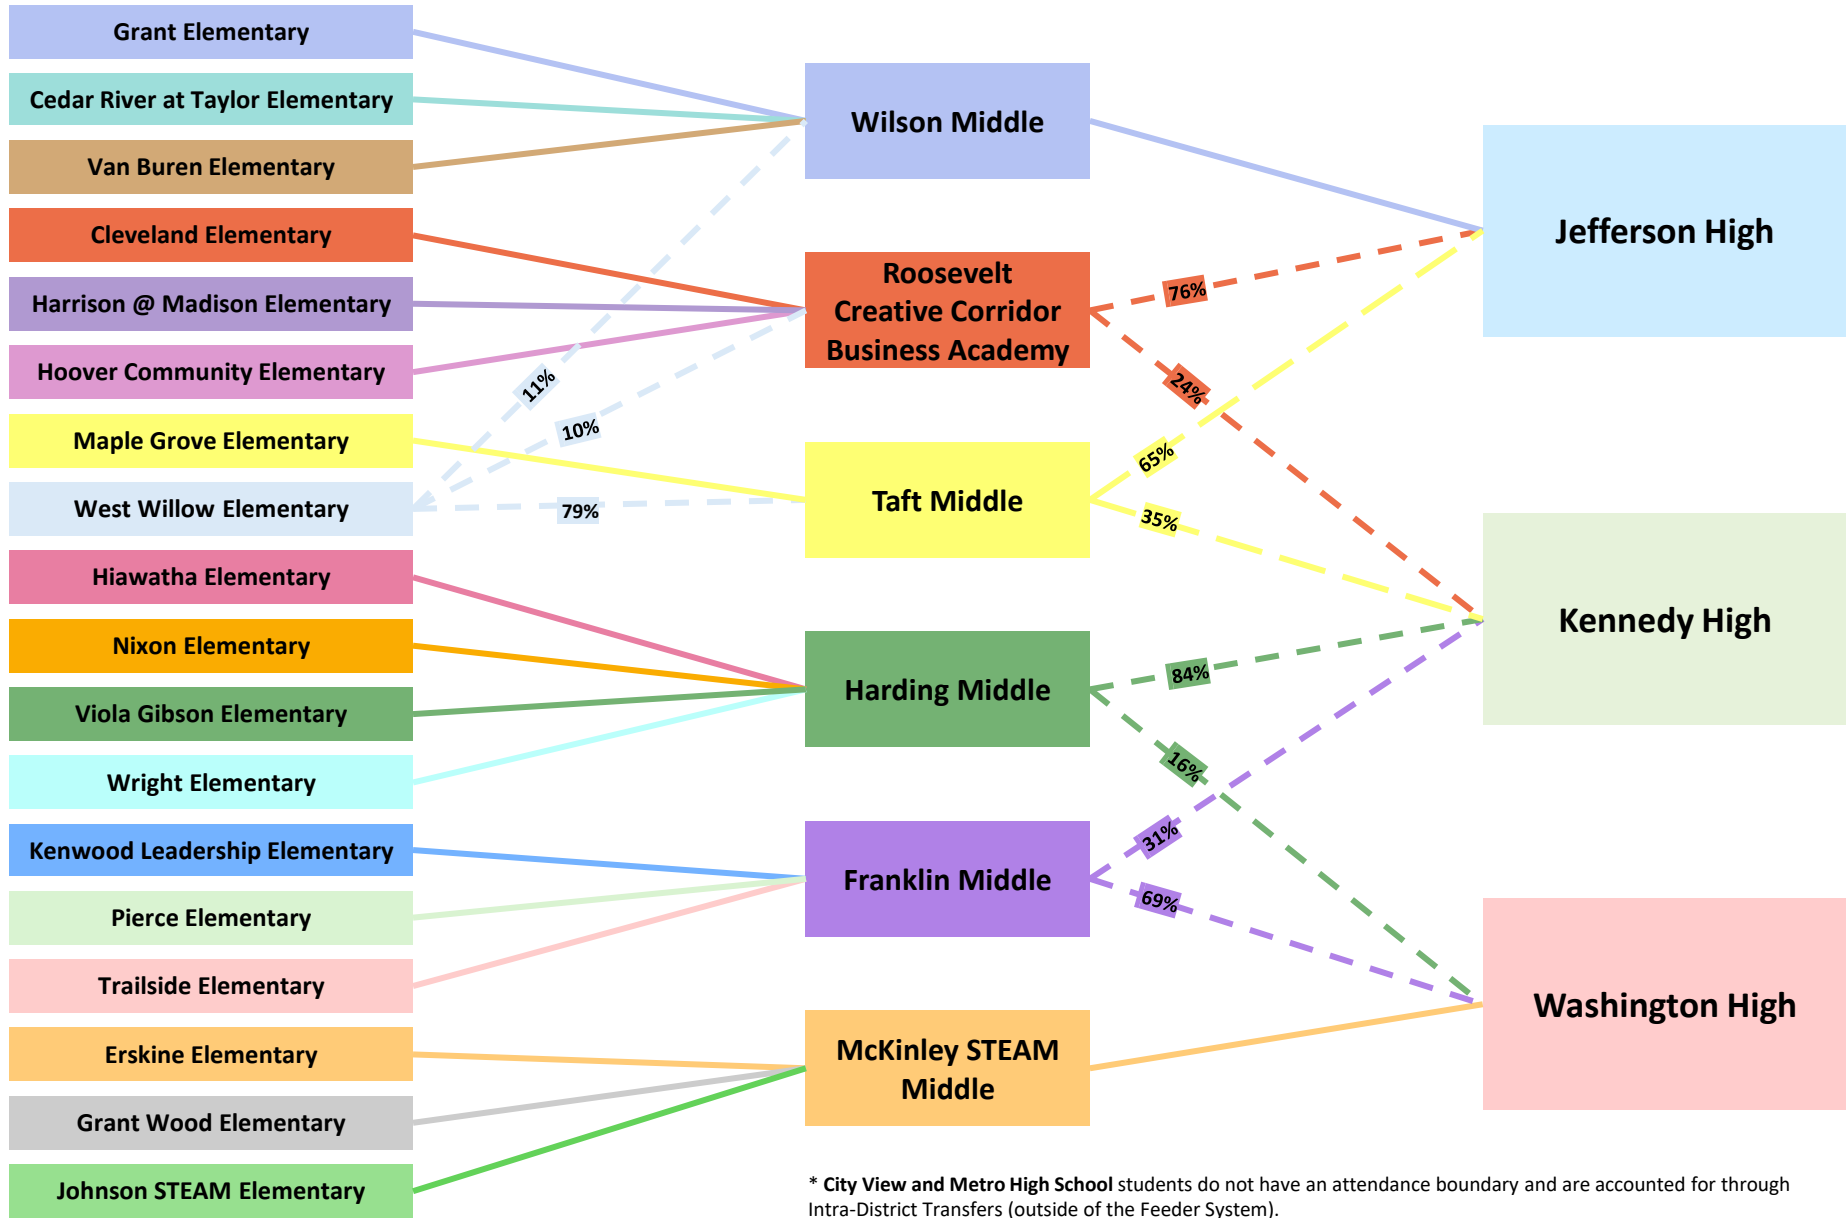 Grant Elementary
Cedar River at Taylor Elementary
Van Buren Elementary
Cleveland Elementary
Harrison @ Madison Elementary
Hoover Community Elementary
Maple Grove Elementary
West Willow Elementary
Hiawatha Elementary
Nixon Elementary
Viola Gibson Elementary
Wright Elementary
Kenwood Leadership Elementary
Pierce Elementary
Trailside Elementary
Erskine Elementary
Grant Wood Elementary
Johnson STEAM Elementary
11%
10%
79%
Wilson Middle
Roosevelt
Creative Corridor
Business Academy
Taft Middle
Harding Middle
Franklin Middle
McKinley STEAM
Middle
76%
24%
65%
35%
84%
16%
31%
69%
Jefferson High
Kennedy High
Washington High
* City View and Metro High School students do not have an attendance boundary and are accounted for through
Intra-District Transfers (outside of the Feeder System).